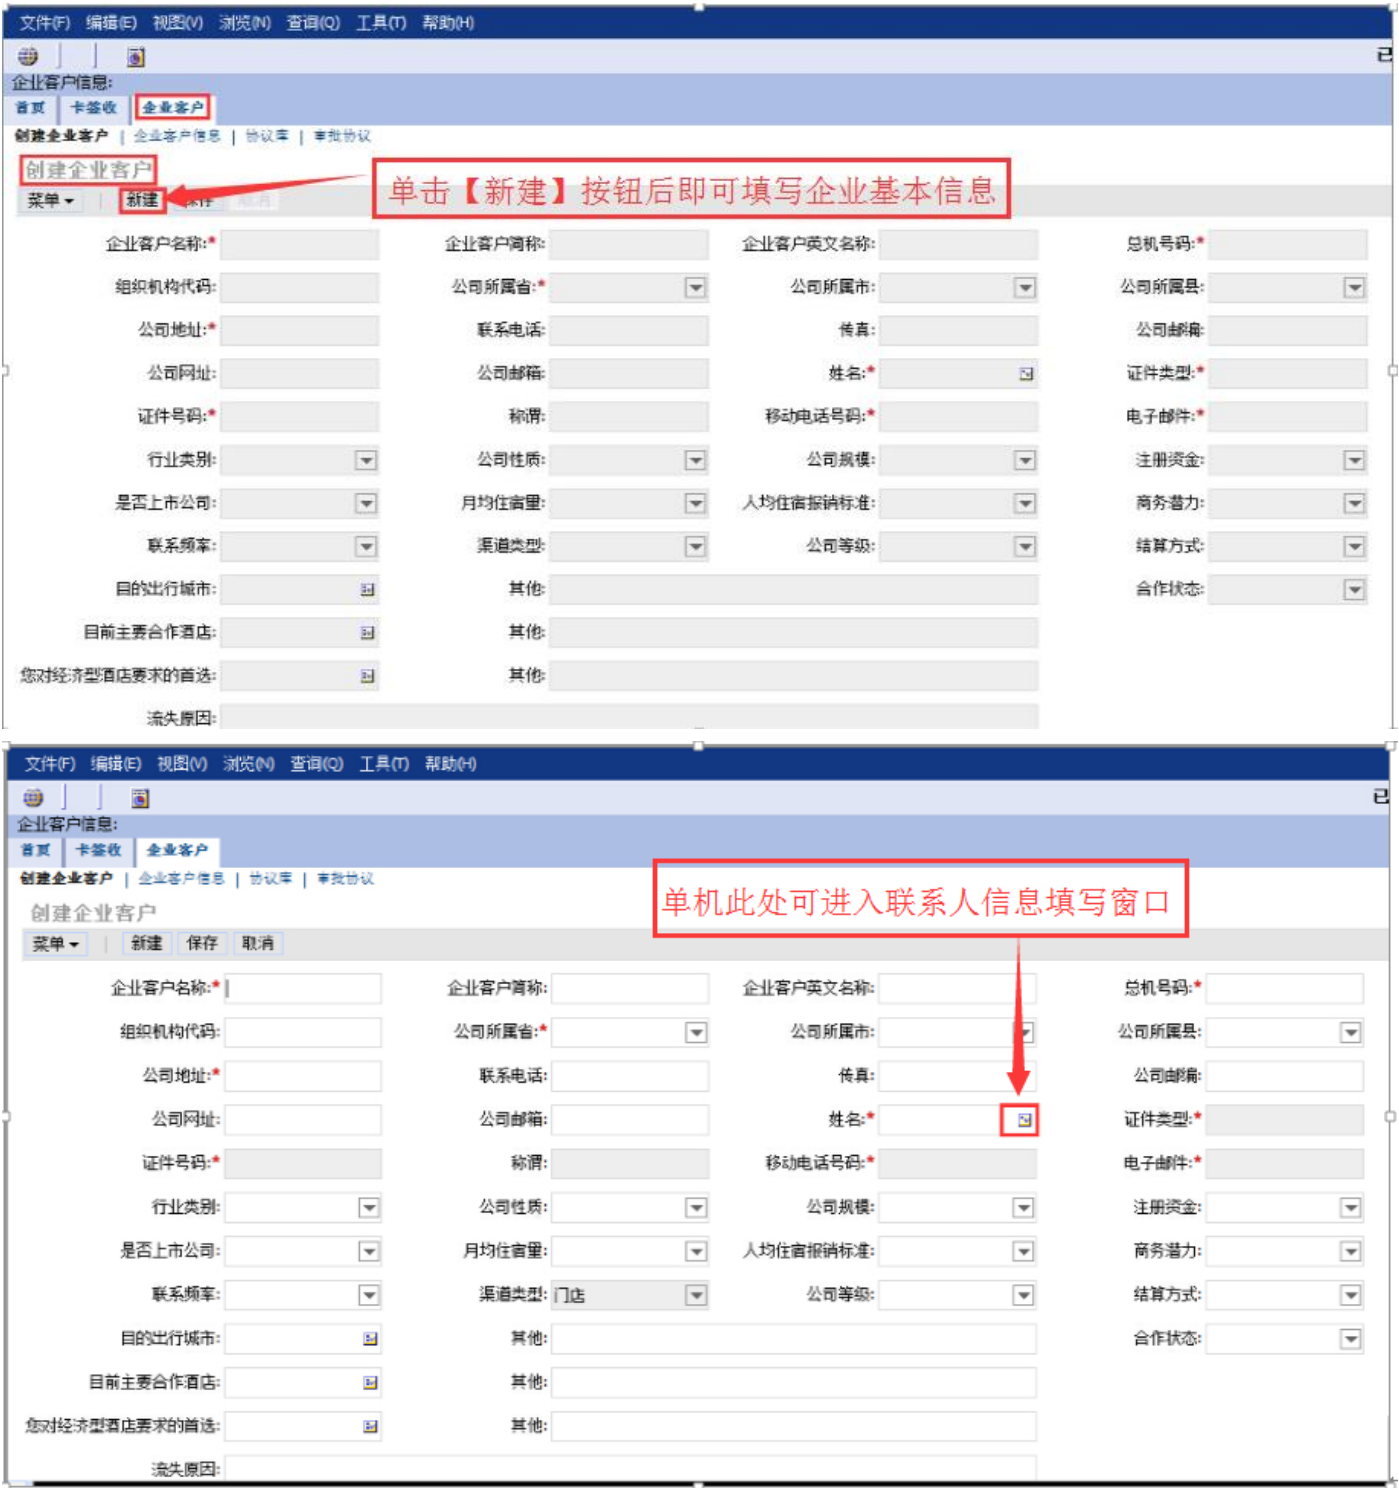 文件(F) 编辑(E) 视图(V) 浏览(N) 查询(Q) 工具(T) 帮助(H)
已
企业客户信息:
首页 卡签收 企业客户
创建企业客户 | 企业客户信息 | 协议库 | 审批协议
创建企业客户
单击【新建】按钮后即可填写企业基本信息
菜单 新建 保存 取消
企业客户名称:* 企业客户简称: 企业客户英文名称: 总机号码:*
组织机构代码: 公司所属省:* 公司所属市: 公司所属县:
公司地址:* 联系电话: 传真: 公司邮编:
公司网址: 公司邮箱: 姓名:* 证件类型:*
证件号码:* 称谓: 移动电话号码:* 电子邮件:*
行业类别: 公司性质: 公司规模: 注册资金:
是否上市公司: 月均住宿量: 人均住宿报销标准: 商务潜力:
联系频率: 渠道类型: 公司等级: 结算方式:
目的出行城市: 其他: 合作状态:
目前主要合作酒店: 其他:
您对经济型酒店要求的首选: 其他:
流失原因:
文件(F) 编辑(E) 视图(V) 浏览(N) 查询(Q) 工具(T) 帮助(H)
已
企业客户信息:
首页 卡签收 企业客户
创建企业客户 | 企业客户信息 | 协议库 | 审批协议
单机此处可进入联系人信息填写窗口
创建企业客户
菜单 新建 保存 取消
企业客户名称:* 企业客户简称: 企业客户英文名称: 总机号码:*
组织机构代码: 公司所属省:* 公司所属市: 公司所属县:
公司地址:* 联系电话: 传真: 公司邮编:
公司网址: 公司邮箱: 姓名:* 证件类型:*
证件号码:* 称谓: 移动电话号码:* 电子邮件:*
行业类别: 公司性质: 公司规模: 注册资金:
是否上市公司: 月均住宿量: 人均住宿报销标准: 商务潜力:
联系频率: 渠道类型: 门店 公司等级: 结算方式:
目的出行城市: 其他: 合作状态:
目前主要合作酒店: 其他:
您对经济型酒店要求的首选: 其他:
流失原因: